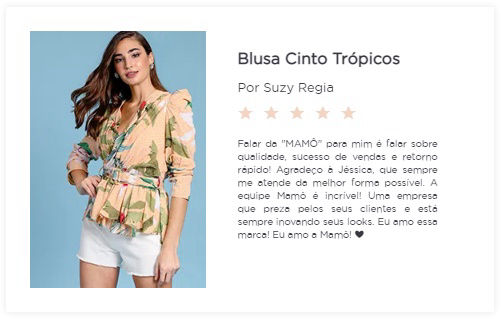 Blusa Cinto Trópicos
Por Suzy Regia
Falar da "MAMÔ" para mim é falar sobre
qualidade, sucesso de vendas e retorno
rápido! Agradeço à Jéssica, que sempre
me atende da melhor forma possível. A
equipe Mamô é incrível! Uma empresa
que preza pelos seus clientes e está
sempre inovando seus looks. Eu amo essa
marca! Eu amo a Mamô! 🖤